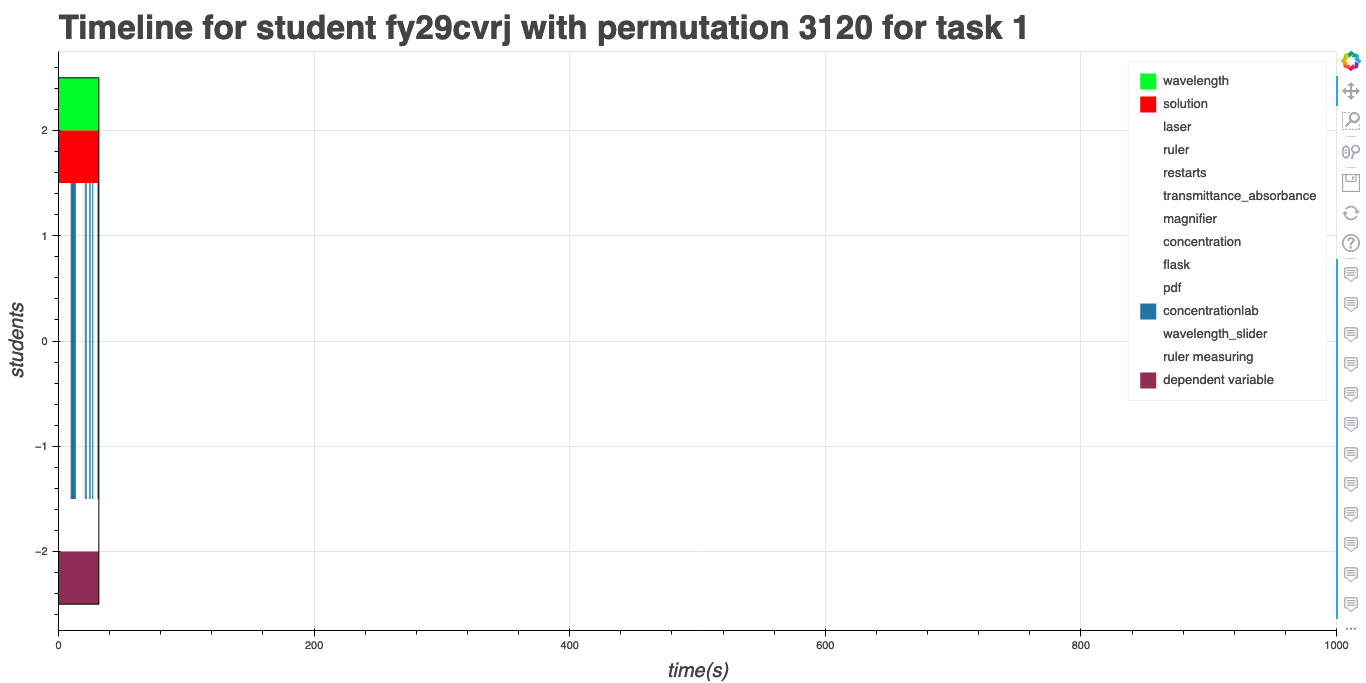 Timeline for student fy29cvrj with permutation 3120 for task 1
wavelength
solution
laser
ruler
restarts
transmittance_absorbance
magnifier
concentration
flask
pdf
concentrationlab
wavelength_slider
ruler measuring
dependent variable
students
2
1
0
−1
−2
0
200
400
600
800
1000
time(s)